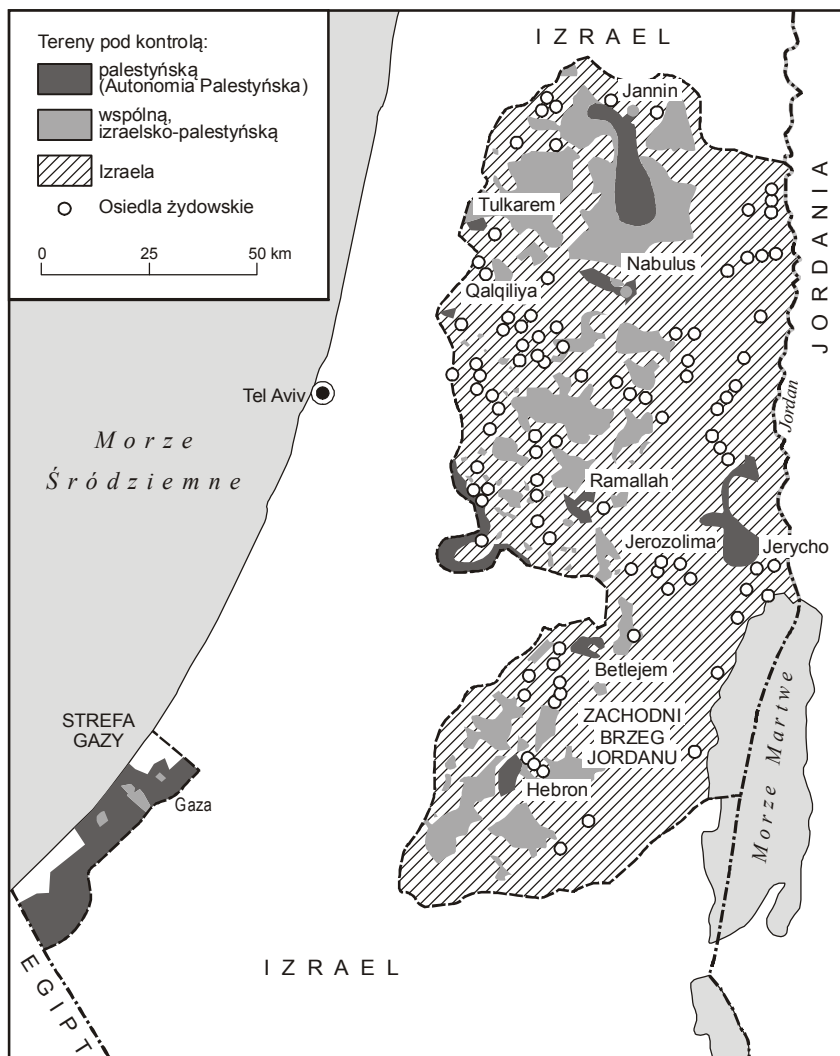 Tereny pod kontrolą:
palestyńską
(Autonomia Palestyńska)
wspólną,
izraelsko-palestyńską
Izraela
Osiedla żydowskie
0 25 50 km
IZRAEL
Jannin
Tulkarem
Nabulus
Qalqiliya
JORDANIA
Jordan
Tel Aviv
Morze
Śródziemne
Ramallah
Jerozolima
Jerycho
Betlejem
STREFA
GAZY
ZACHODNI
BRZEG
JORDANU
Hebron
Gaza
Morze Martwe
IZRAEL
EGIPT